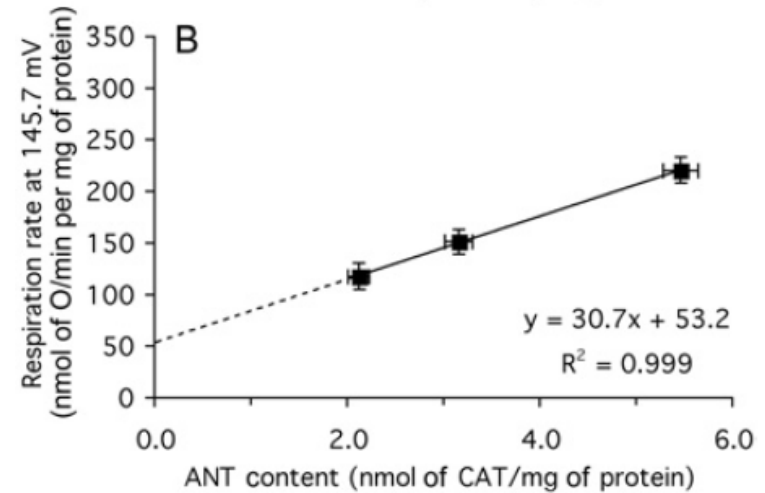 B
Respiration rate at 145.7 mV
(nmol of O/min per mg of protein)
350
300
250
200
150
100
50
0
y = 30.7x + 53.2
R² = 0.999
0.0 2.0 4.0 6.0
ANT content (nmol of CAT/mg of protein)